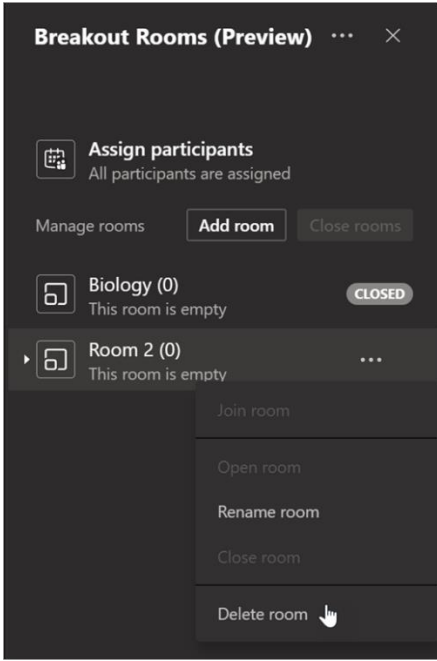 Breakout Rooms (Preview)
Assign participants
All participants are assigned
Manage rooms Add room Close rooms
Biology (0)
This room is empty
CLOSED
Room 2 (0)
This room is empty
Join room
Open room
Rename room
Close room
Delete room